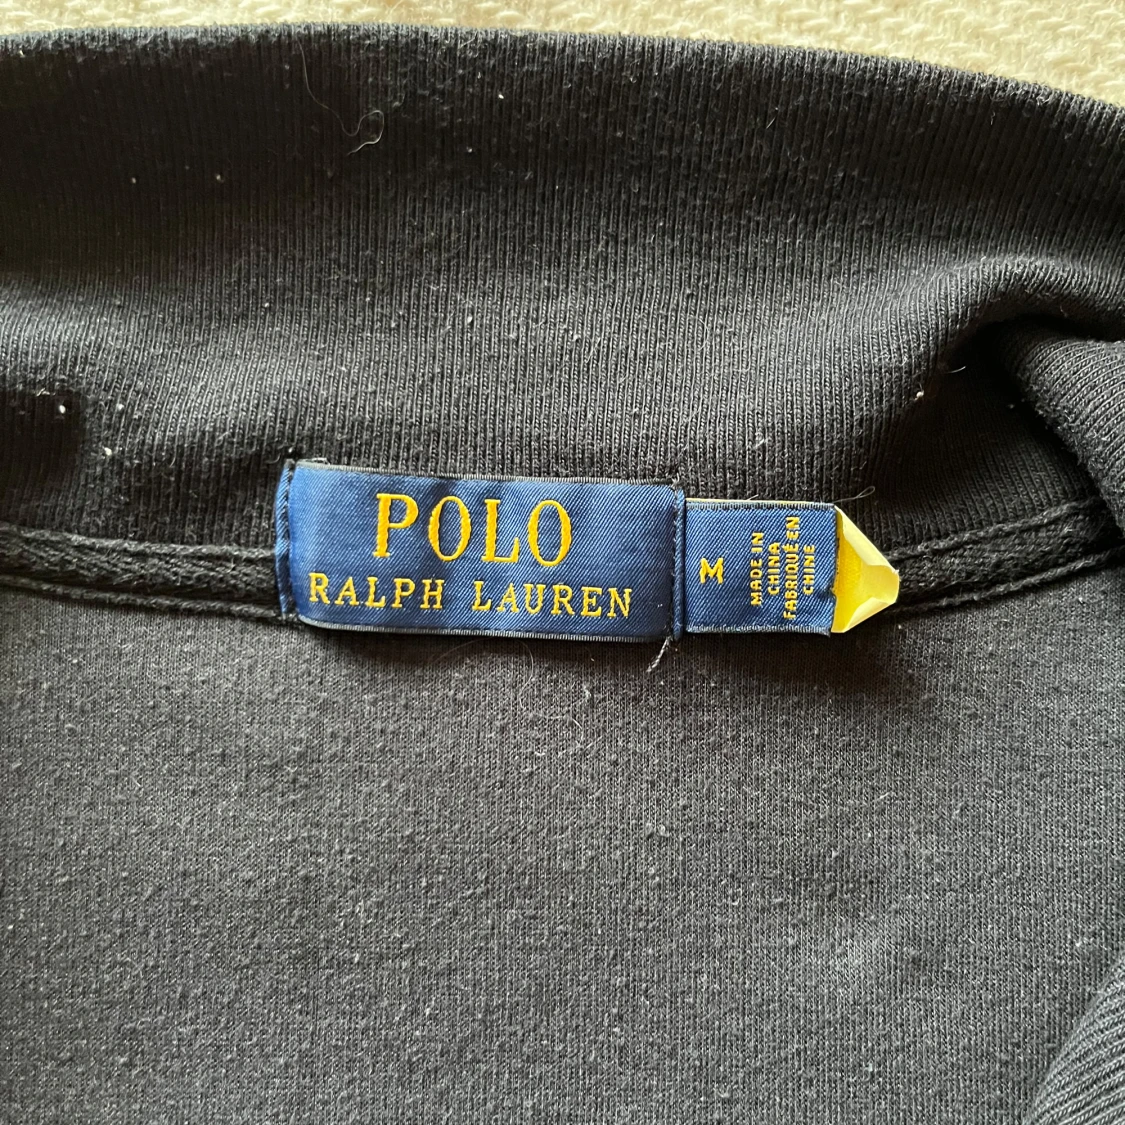 POLO
RALPH LAUREN
M
MADE IN
CHINA
FABRIQUÉ EN
CHINE